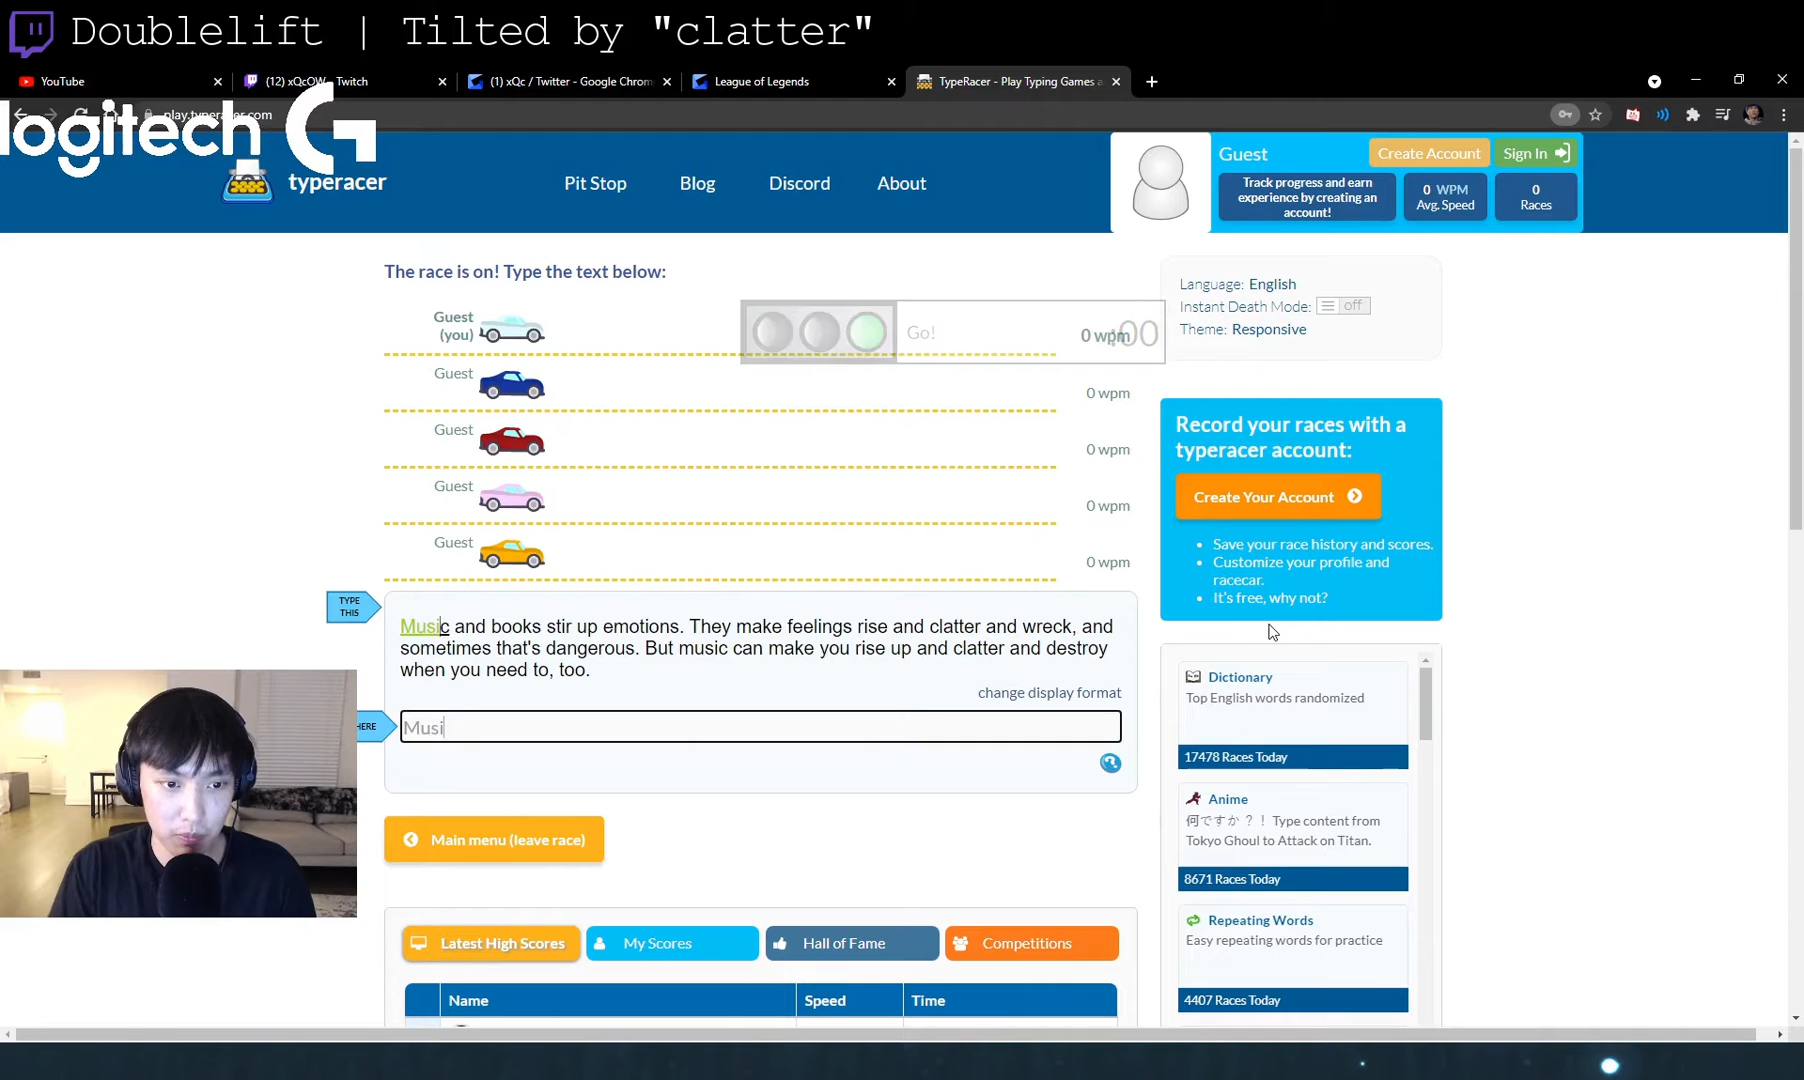 Doublelift | Tilted by "clatter"
YouTube
(12) xQcOW - Twitch
(1) xQc / Twitter - Google Chrom
League of Legends
TypeRacer - Play Typing Games a
play.typeracer.com
logitech G
typeracer
Pit Stop
Blog
Discord
About
Guest
Create Account
Sign In
Track progress and earn
experience by creating an
account!
0 WPM
Avg. Speed
0
Races
The race is on! Type the text below:
Guest
(you)
Go!
:00
0 wpm
Guest
0 wpm
Guest
0 wpm
Guest
0 wpm
Guest
0 wpm
Language: English
Instant Death Mode: off
Theme: Responsive
Record your races with a
typeracer account:
Create Your Account
Save your race history and scores.
Customize your profile and
racecar.
It's free, why not?
TYPE
THIS
Music and books stir up emotions. They make feelings rise and clatter and wreck, and
sometimes that's dangerous. But music can make you rise up and clatter and destroy
when you need to, too.
change display format
HERE
Musi
Main menu (leave race)
Dictionary
Top English words randomized
17478 Races Today
Anime
何ですか？！ Type content from
Tokyo Ghoul to Attack on Titan.
8671 Races Today
Repeating Words
Easy repeating words for practice
4407 Races Today
Latest High Scores
My Scores
Hall of Fame
Competitions
Name
Speed
Time